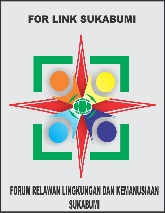 FOR LINK SUKABUMI
FORUM RELAWAN LINGKUNGAN DAN KEMANUSIAAN
SUKABUMI